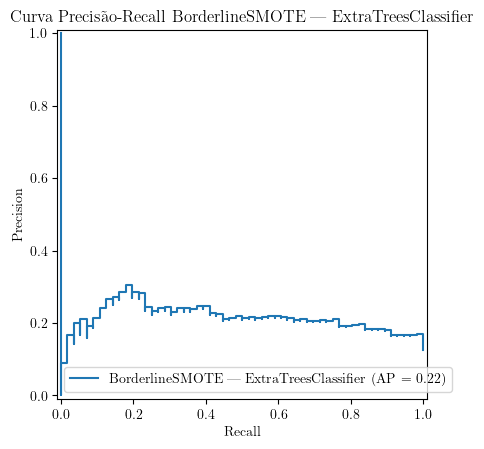 Curva Precisão-Recall BorderlineSMOTE — ExtraTreesClassifier
1.0
0.8
0.6
0.4
0.2
0.0
Precision
BorderlineSMOTE — ExtraTreesClassifier (AP = 0.22)
0.0 0.2 0.4 0.6 0.8 1.0
Recall